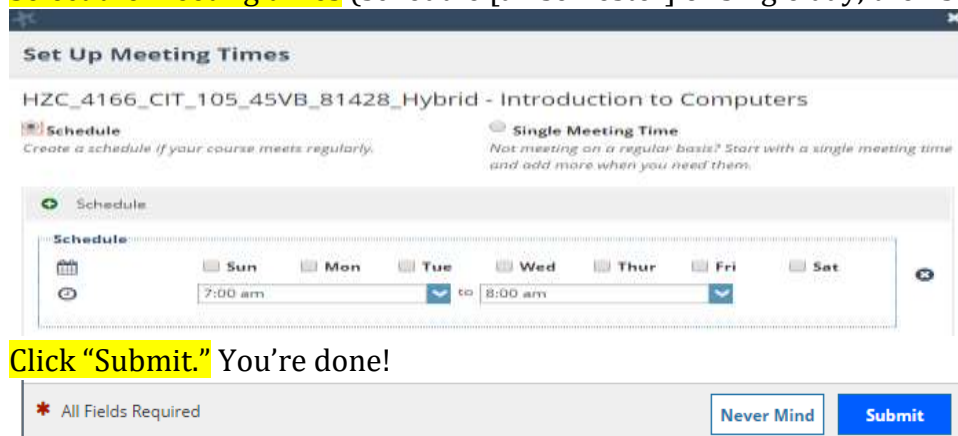 Set Up Meeting Times
HZC_4166_CIT_105_45VB_81428_Hybrid - Introduction to Computers
Schedule
Create a schedule if your course meets regularly.
Single Meeting Time
Not meeting on a regular basis? Start with a single meeting time
and add more when you need them.
Schedule
Schedule
Sun Mon Tue Wed Thur Fri Sat
7:00 am to 8:00 am
Click “Submit.” You’re done!
* All Fields Required Never Mind Submit